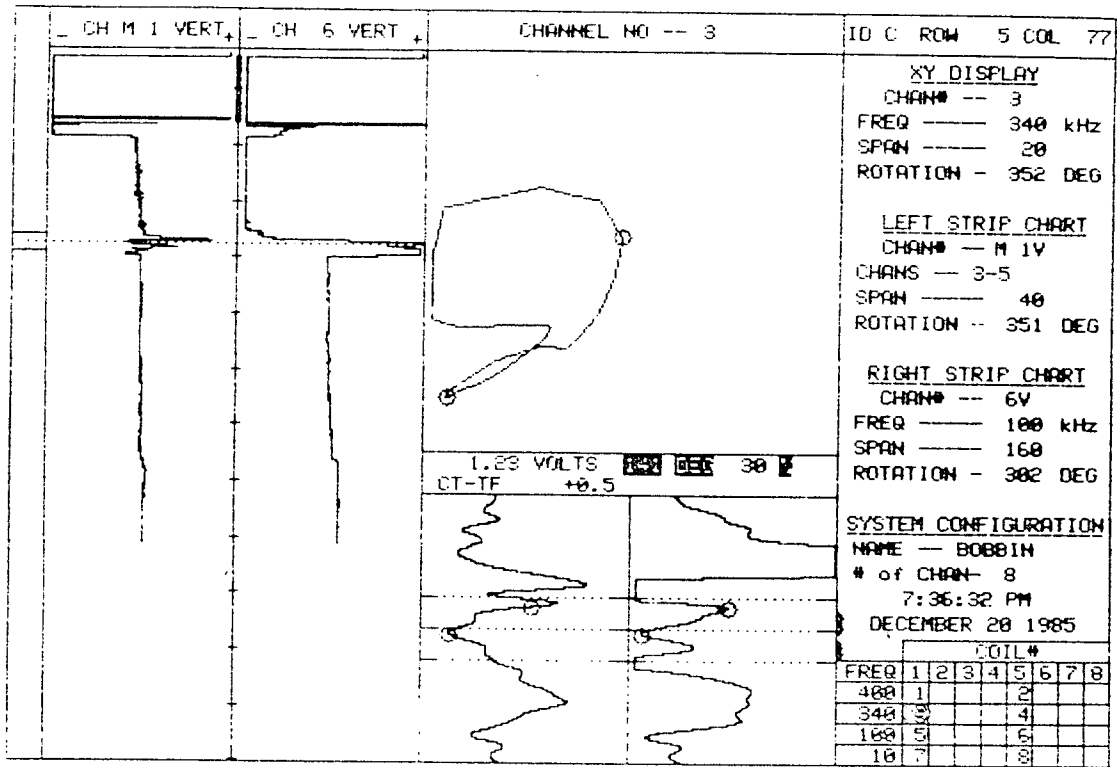 _ CH M 1 VERT + _ CH 6 VERT + CHANNEL NO -- 3 ID C ROW 5 COL 77
XY DISPLAY
CHAN# -- 3
FREQ ----- 340 kHz
SPAN ----- 20
ROTATION - 352 DEG
LEFT STRIP CHART
CHAN# -- M 1V
CHANS -- 3-5
SPAN ----- 40
ROTATION -- 351 DEG
RIGHT STRIP CHART
CHAN# -- 6V
FREQ ----- 100 kHz
SPAN ----- 160
ROTATION - 302 DEG
1.23 VOLTS DEG 30
CT-TF +0.5
SYSTEM CONFIGURATION
NAME -- BOBBIN
# of CHAN- 8
7:36:32 PM
DECEMBER 20 1985
COIL#
FREQ 1 2 3 4 5 6 7 8
400 1 2
340 3 4
100 5 6
10 7 8